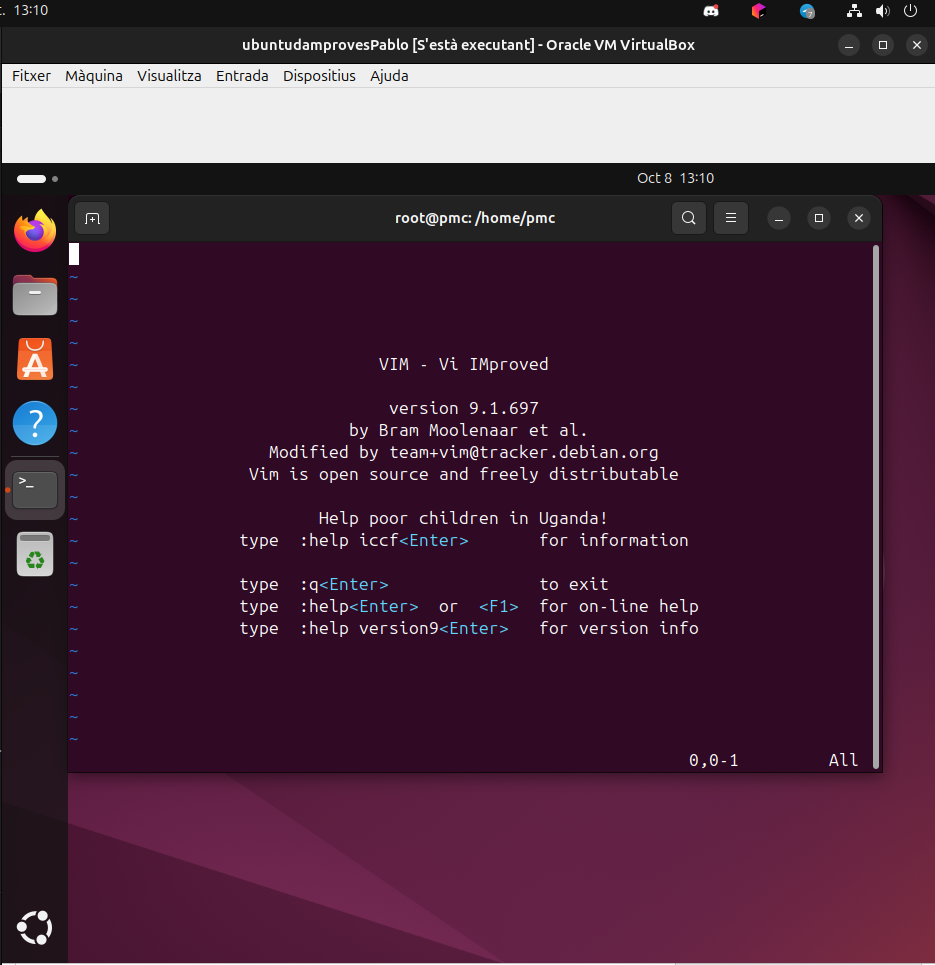 . 13:10
ubuntudamprovesPablo [S'està executant] - Oracle VM VirtualBox
Fitxer Màquina Visualitza Entrada Dispositius Ajuda
Oct 8 13:10
root@pmc: /home/pmc
~
~
~
~
~ VIM - Vi IMproved
~
~ version 9.1.697
~ by Bram Moolenaar et al.
~ Modified by team+vim@tracker.debian.org
~ Vim is open source and freely distributable
~
~ Help poor children in Uganda!
~ type :help iccf<Enter> for information
~
~ type :q<Enter> to exit
~ type :help<Enter> or <F1> for on-line help
~ type :help version9<Enter> for version info
~
~
~
~
~
0,0-1 All